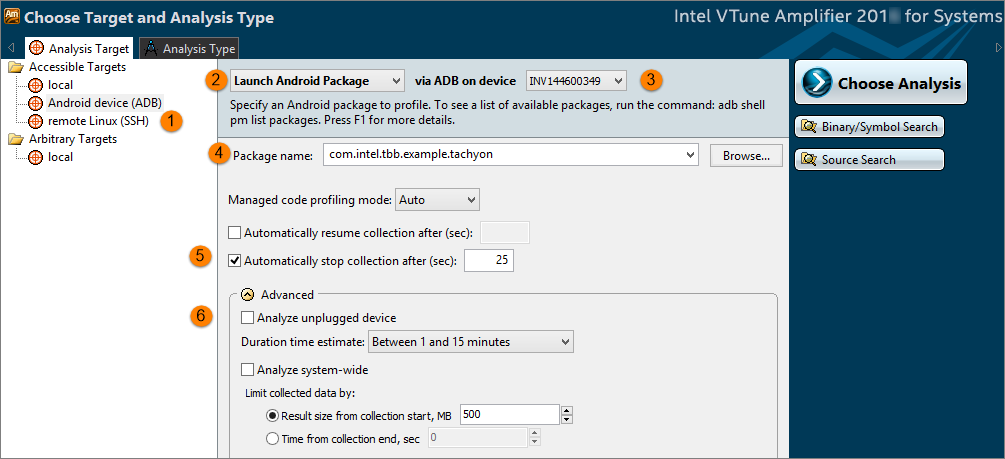 Am Choose Target and Analysis Type
Intel VTune Amplifier 201 for Systems
Analysis Target
Analysis Type
Accessible Targets
local
Android device (ADB)
remote Linux (SSH)
1
Arbitrary Targets
local
2 Launch Android Package via ADB on device INV144600349 3
Specify an Android package to profile. To see a list of available packages, run the command: adb shell
pm list packages. Press F1 for more details.
4 Package name: com.intel.tbb.example.tachyon Browse...
Managed code profiling mode: Auto
Automatically resume collection after (sec):
5 Automatically stop collection after (sec): 25
Advanced
6 Analyze unplugged device
Duration time estimate: Between 1 and 15 minutes
Analyze system-wide
Limit collected data by:
Result size from collection start, MB 500
Time from collection end, sec 0
Choose Analysis
Binary/Symbol Search
Source Search